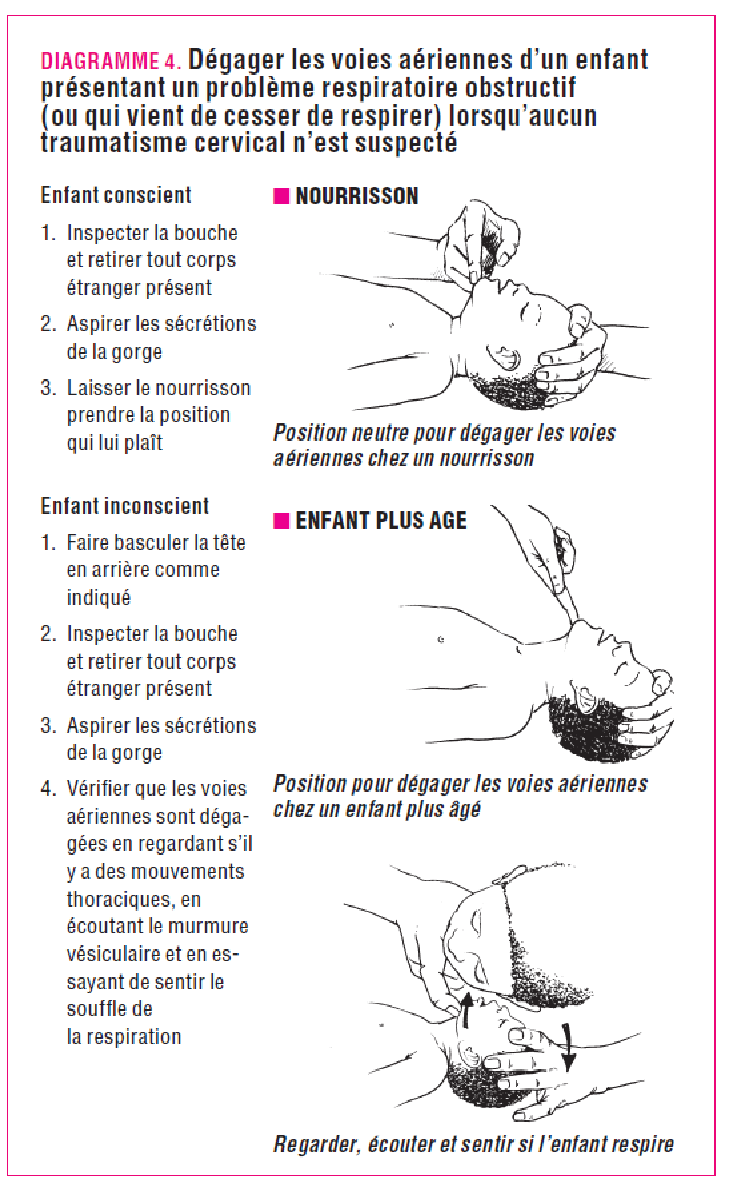 DIAGRAMME 4. Dégager les voies aériennes d'un enfant
présentant un problème respiratoire obstructif
(ou qui vient de cesser de respirer) lorsqu'aucun
traumatisme cervical n'est suspecté
Enfant conscient
1. Inspecter la bouche
et retirer tout corps
étranger présent
2. Aspirer les sécrétions
de la gorge
3. Laisser le nourrisson
prendre la position
qui lui plaît
NOURRISSON
Position neutre pour dégager les voies
aériennes chez un nourrisson
Enfant inconscient
1. Faire basculer la tête
en arrière comme
indiqué
2. Inspecter la bouche
et retirer tout corps
étranger présent
3. Aspirer les sécrétions
de la gorge
4. Vérifier que les voies
aériennes sont déga-
gées en regardant s'il
y a des mouvements
thoraciques, en
écoutant le murmure
vésiculaire et en es-
sayant de sentir le
souffle de
la respiration
ENFANT PLUS AGE
Position pour dégager les voies aériennes
chez un enfant plus âgé
Regarder, écouter et sentir si l'enfant respire